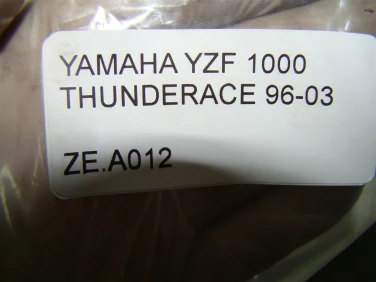 YAMAHA YZF 1000
THUNDERACE 96-03
ZE.A012